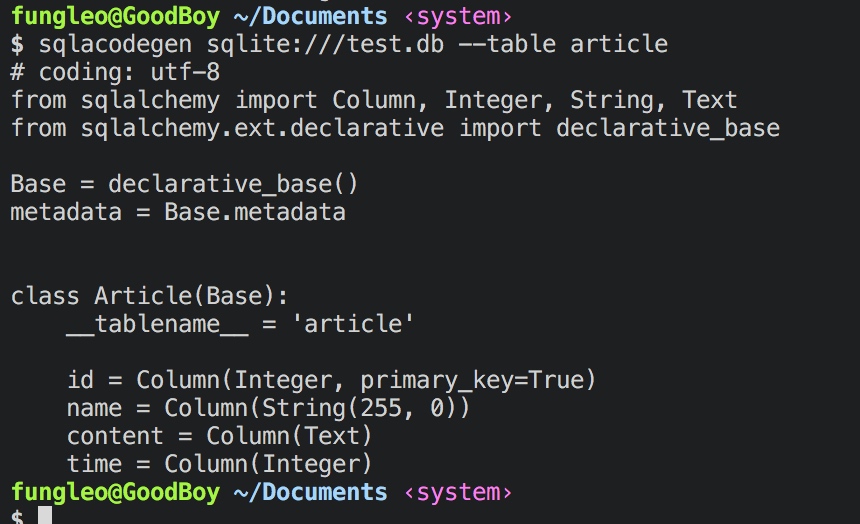 fungleo@GoodBoy ~/Documents ‹system›
$ sqlacodegen sqlite:///test.db --table article
# coding: utf-8
from sqlalchemy import Column, Integer, String, Text
from sqlalchemy.ext.declarative import declarative_base

Base = declarative_base()
metadata = Base.metadata


class Article(Base):
    __tablename__ = 'article'

    id = Column(Integer, primary_key=True)
    name = Column(String(255, 0))
    content = Column(Text)
    time = Column(Integer)
fungleo@GoodBoy ~/Documents ‹system›
$